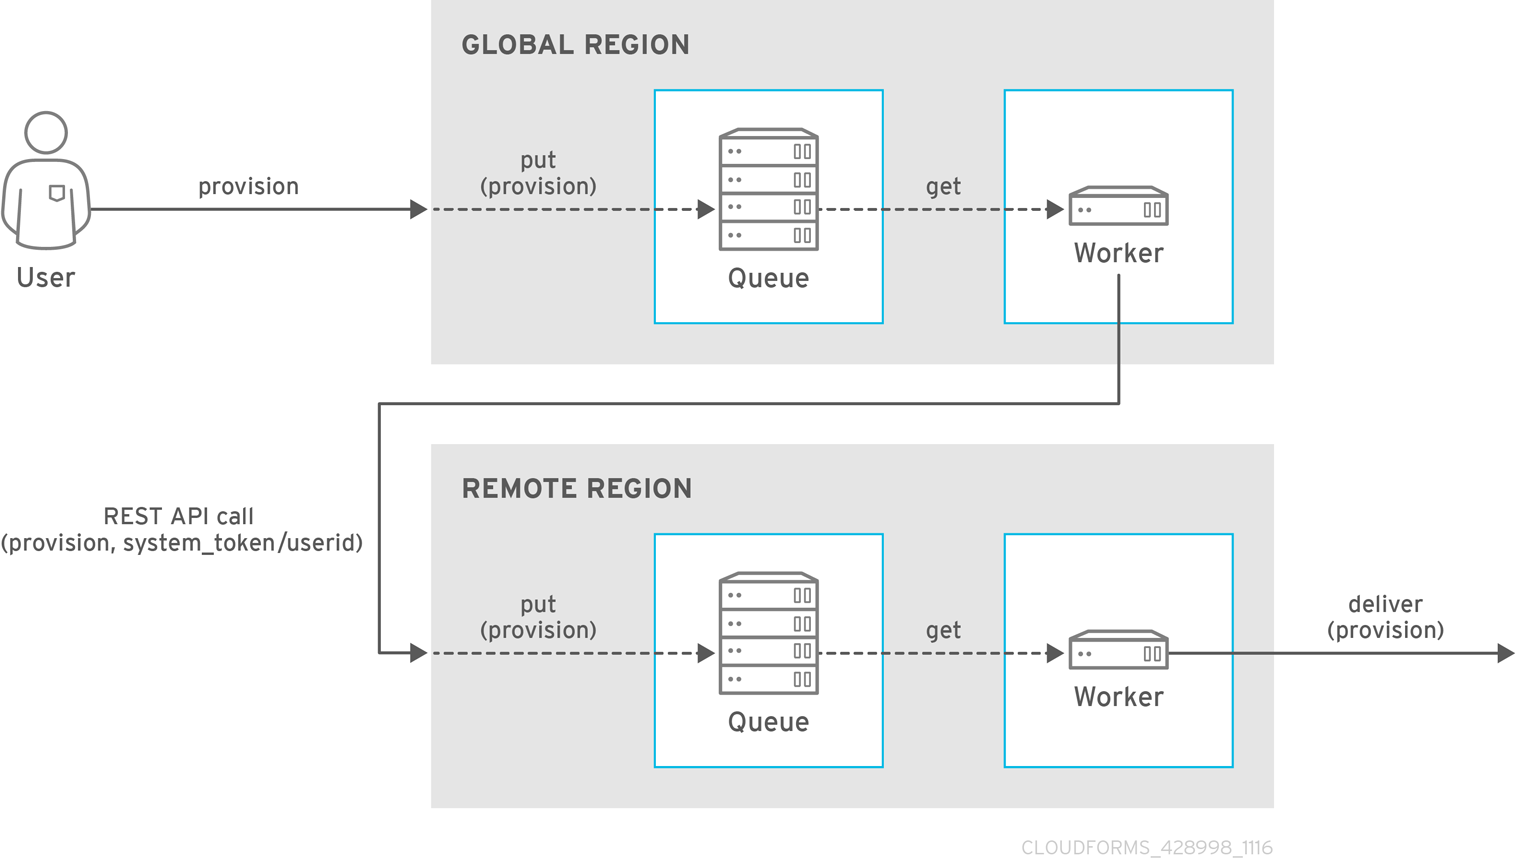 GLOBAL REGION
provision
put
(provision)
get
User
Queue
Worker
REMOTE REGION
REST API call
(provision, system_token/userid)
put
(provision)
get
deliver
(provision)
Queue
Worker
CLOUDFORMS_428998_1116